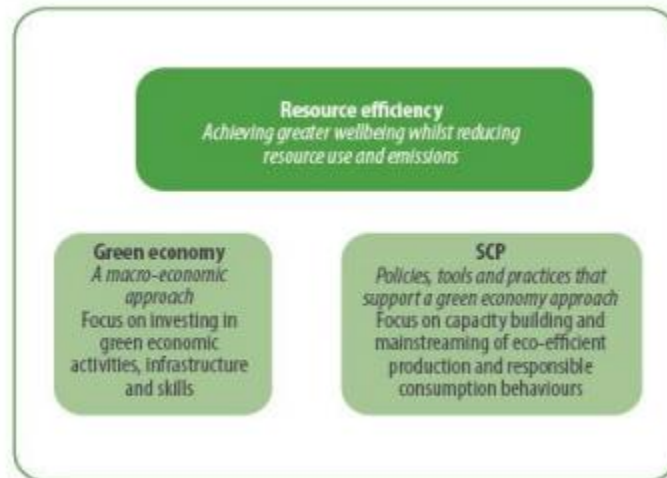 Resource efficiency
Achieving greater wellbeing whilst reducing
resource use and emissions
Green economy
A macro-economic
approach
Focus on investing in
green economic
activities, infrastructure
and skills
SCP
Policies, tools and practices that
support a green economy approach
Focus on capacity building and
mainstreaming of eco-efficient
production and responsible
consumption behaviours